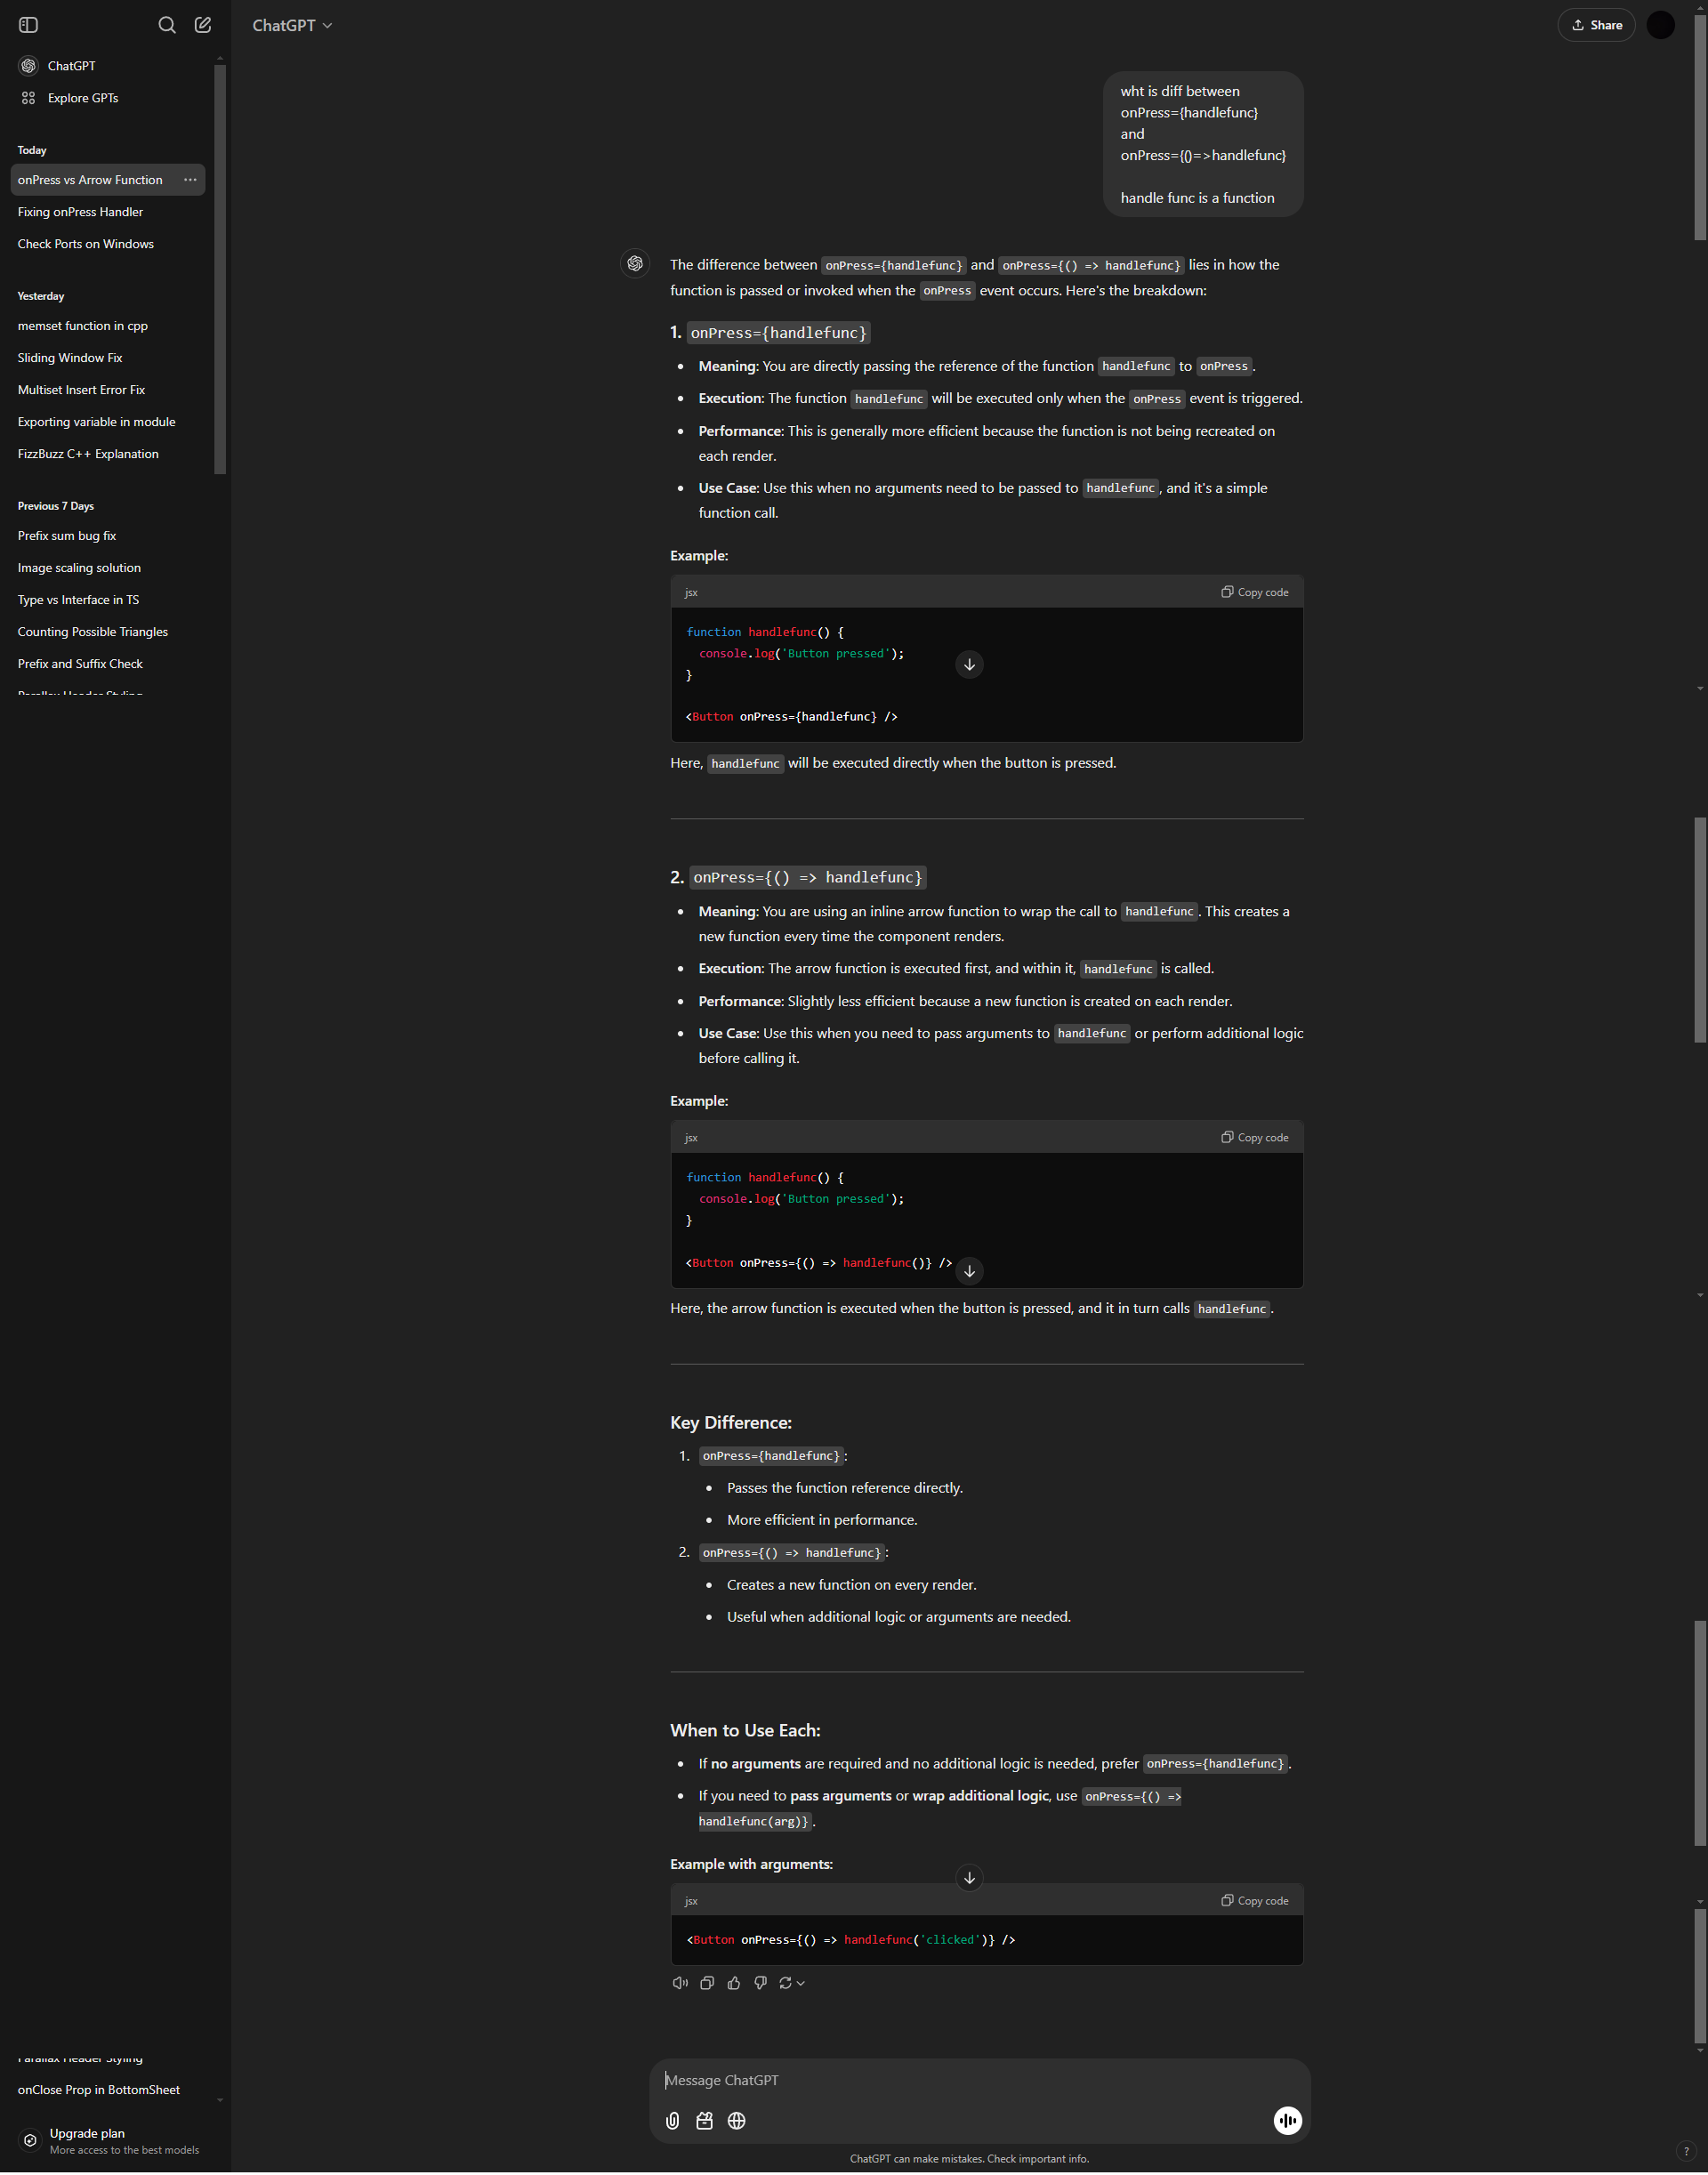 ChatGPT
Share
ChatGPT
Explore GPTs
Today
onPress vs Arrow Function
Fixing onPress Handler
Check Ports on Windows
Yesterday
memset function in cpp
Sliding Window Fix
Multiset Insert Error Fix
Exporting variable in module
FizzBuzz C++ Explanation
Previous 7 Days
Prefix sum bug fix
Image scaling solution
Type vs Interface in TS
Counting Possible Triangles
Prefix and Suffix Check
Parallax Header Styling
wht is diff between
onPress={handlefunc}
and
onPress={()=>handlefunc}
handle func is a function
The difference between onPress={handlefunc} and onPress={() => handlefunc} lies in how the
function is passed or invoked when the onPress event occurs. Here's the breakdown:
1. onPress={handlefunc}
• Meaning: You are directly passing the reference of the function handlefunc to onPress.
• Execution: The function handlefunc will be executed only when the onPress event is triggered.
• Performance: This is generally more efficient because the function is not being recreated on
each render.
• Use Case: Use this when no arguments need to be passed to handlefunc, and it's a simple
function call.
Example:
jsx
Copy code
function handlefunc() {
console.log('Button pressed');
}
<Button onPress={handlefunc} />
Here, handlefunc will be executed directly when the button is pressed.
2. onPress={() => handlefunc}
• Meaning: You are using an inline arrow function to wrap the call to handlefunc. This creates a
new function every time the component renders.
• Execution: The arrow function is executed first, and within it, handlefunc is called.
• Performance: Slightly less efficient because a new function is created on each render.
• Use Case: Use this when you need to pass arguments to handlefunc or perform additional logic
before calling it.
Example:
jsx
Copy code
function handlefunc() {
console.log('Button pressed');
}
<Button onPress={() => handlefunc()} />
Here, the arrow function is executed when the button is pressed, and it in turn calls handlefunc.
Key Difference:
1. onPress={handlefunc}:
• Passes the function reference directly.
• More efficient in performance.
2. onPress={() => handlefunc}:
• Creates a new function on every render.
• Useful when additional logic or arguments are needed.
When to Use Each:
• If no arguments are required and no additional logic is needed, prefer onPress={handlefunc}.
• If you need to pass arguments or wrap additional logic, use onPress={() =>
handlefunc(arg)}.
Example with arguments:
jsx
Copy code
<Button onPress={() => handlefunc('clicked')} />
Parallax Header Styling
onClose Prop in BottomSheet
Upgrade plan
More access to the best models
Message ChatGPT
ChatGPT can make mistakes. Check important info.
?